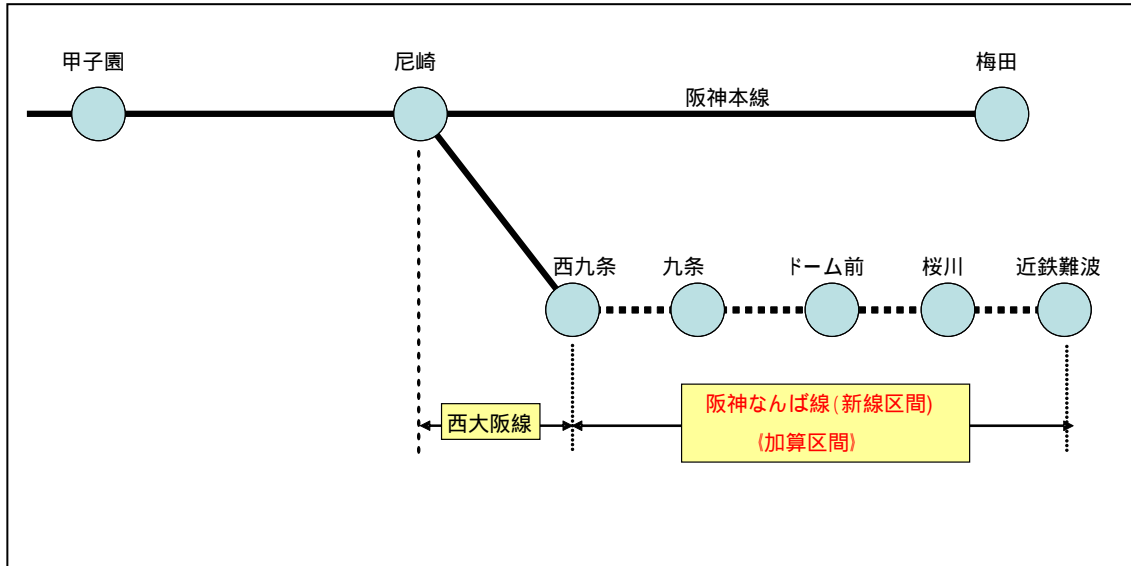 甲子園
尼崎
梅田
阪神本線
西九条
九条
ドーム前
桜川
近鉄難波
西大阪線
阪神なんば線(新線区間)
《加算区間》